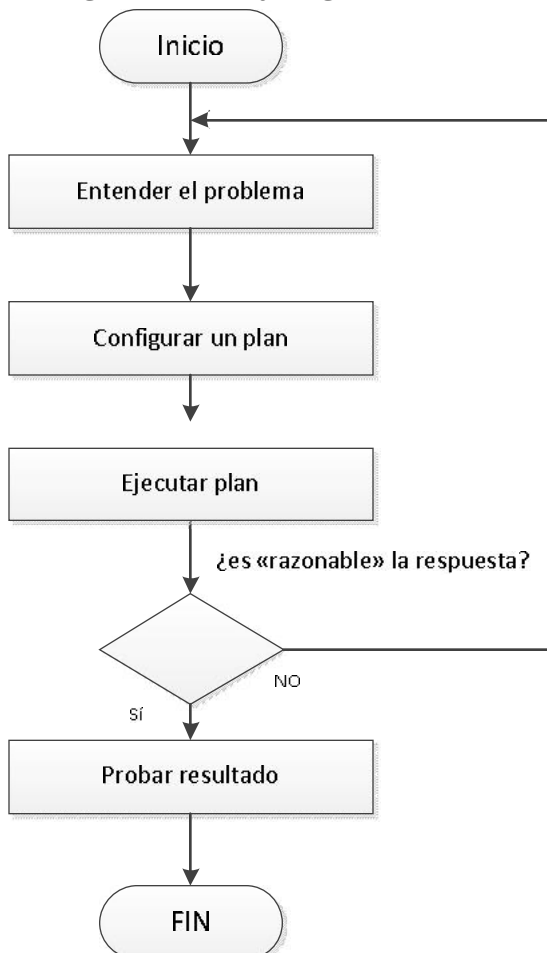 Inicio
Entender el problema
Configurar un plan
Ejecutar plan
¿es «razonable» la respuesta?
NO
Sí
Probar resultado
FIN